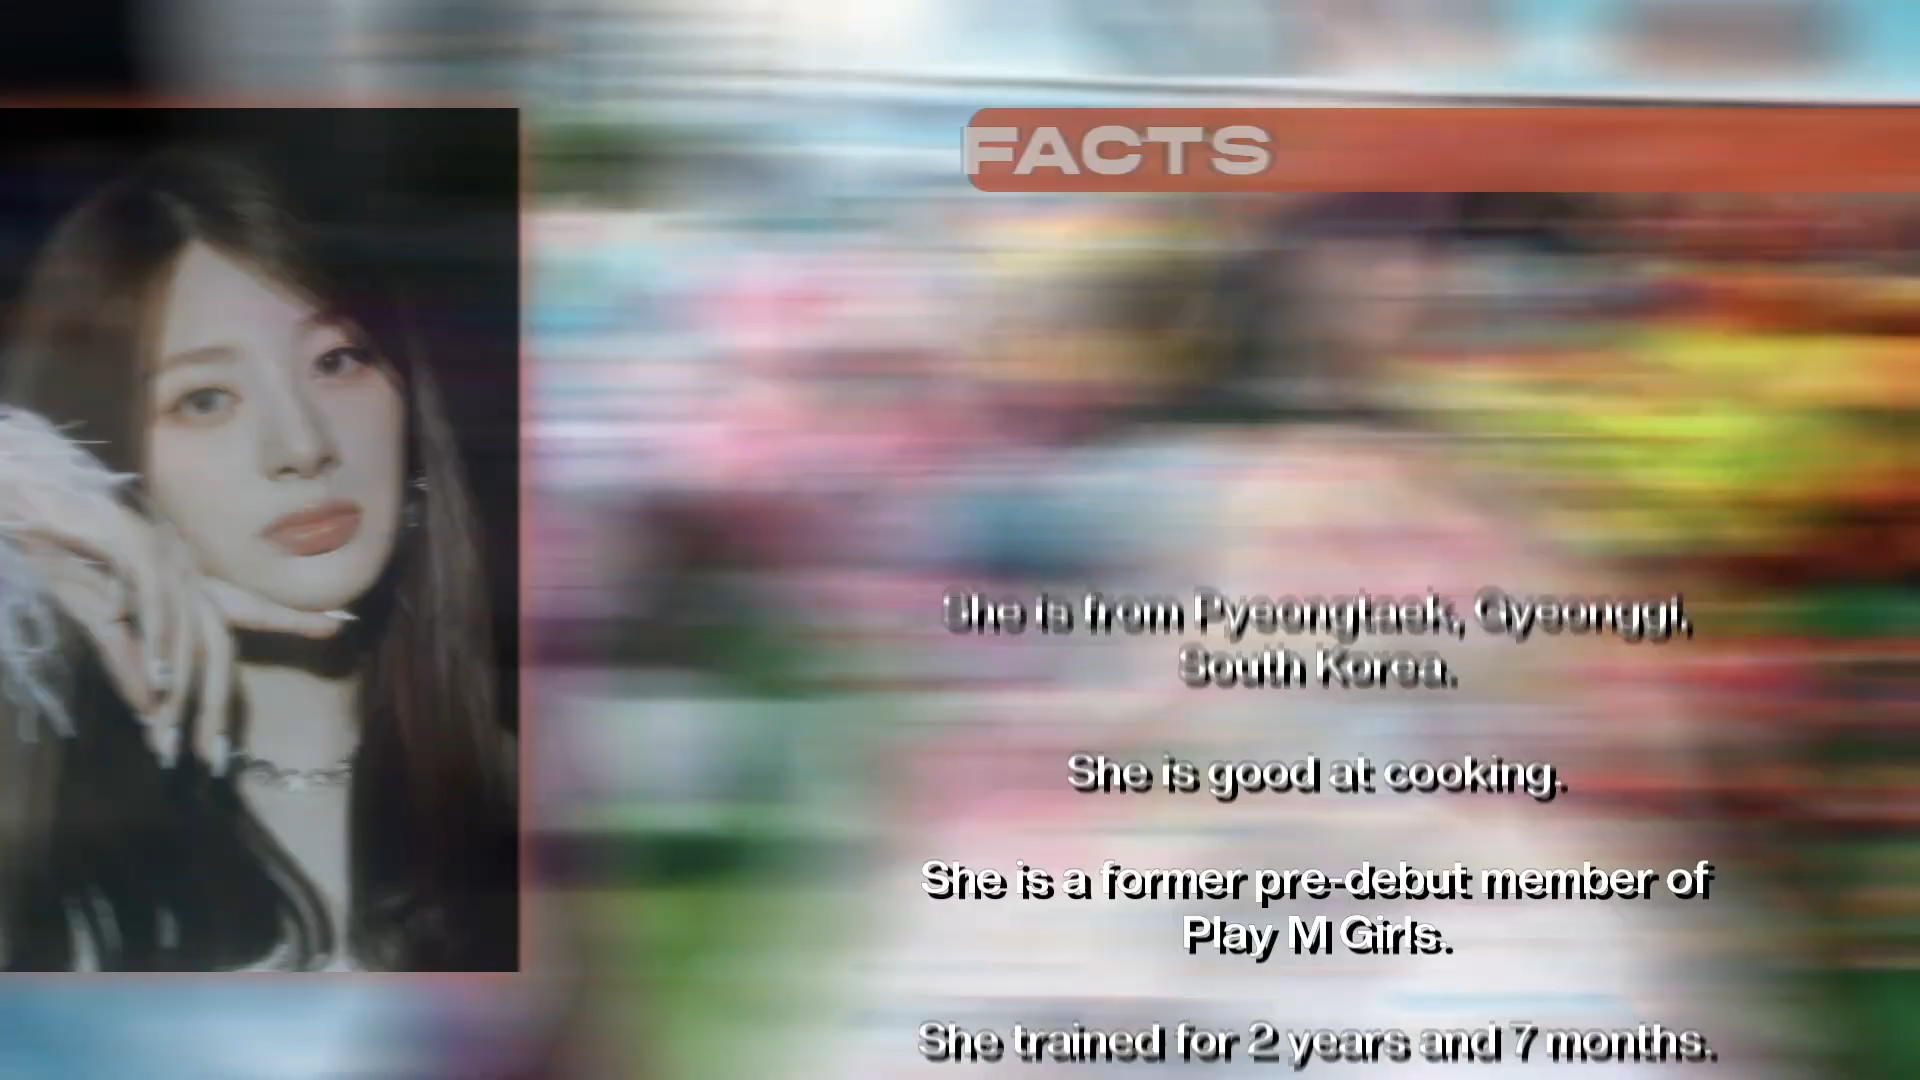 FACTS
She is from Pyeongtaek, Gyeonggi,
South Korea.
She is good at cooking.
She is a former pre-debut member of
Play M Girls.
She trained for 2 years and 7 months.